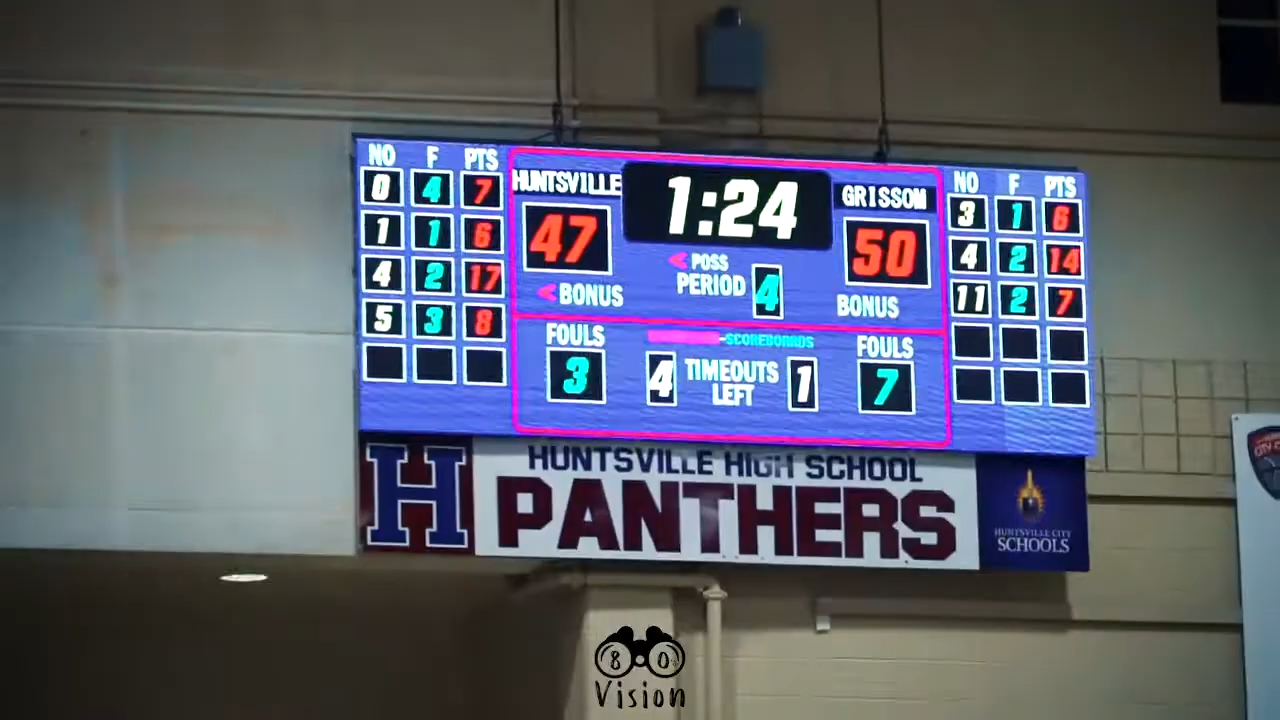 NO F PTS
0 4 7
1 1 6
4 2 17
5 3 8
HUNTSVILLE 1:24 GRISSOM
47 50
< POSS
PERIOD 4
< BONUS BONUS
FOULS FOULS
3 7
SCOREBOARDS
4 TIMEOUTS LEFT 1
NO F PTS
3 1 6
4 2 14
11 2 7
H
HUNTSVILLE HIGH SCHOOL
PANTHERS
HUNTSVILLE CITY
SCHOOLS
80
Vision